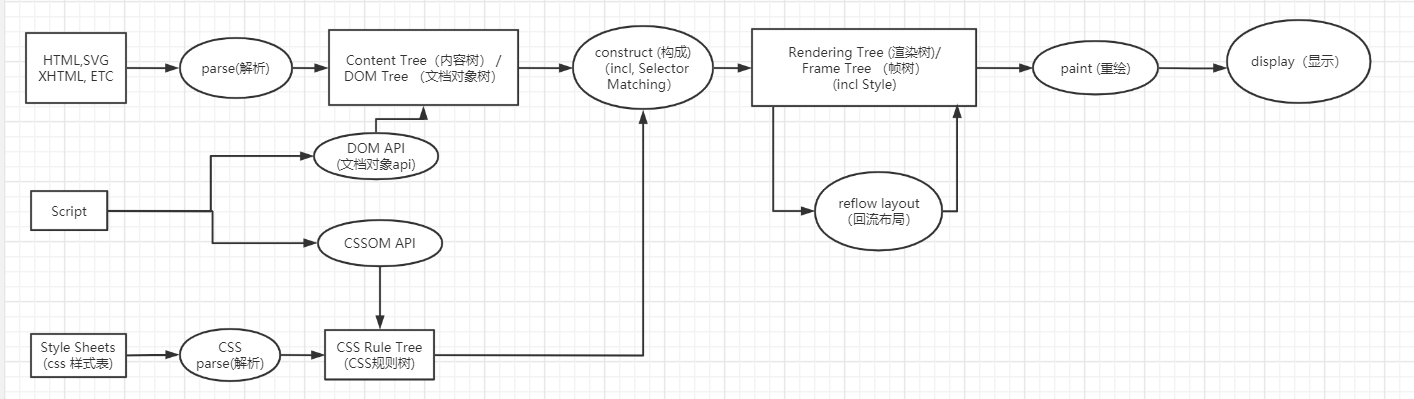 HTML,SVG
XHTML, ETC
parse(解析)
Content Tree（内容树） /
DOM Tree （文档对象树）
construct (构成)
（incl, Selector
Matching）
Rendering Tree (渲染树)/
Frame Tree （帧树）
（incl Style）
paint (重绘)
display（显示）
DOM API
(文档对象api)
Script
reflow layout
（回流布局）
CSSOM API
Style Sheets
(css 样式表)
CSS
parse(解析)
CSS Rule Tree
(CSS规则树)